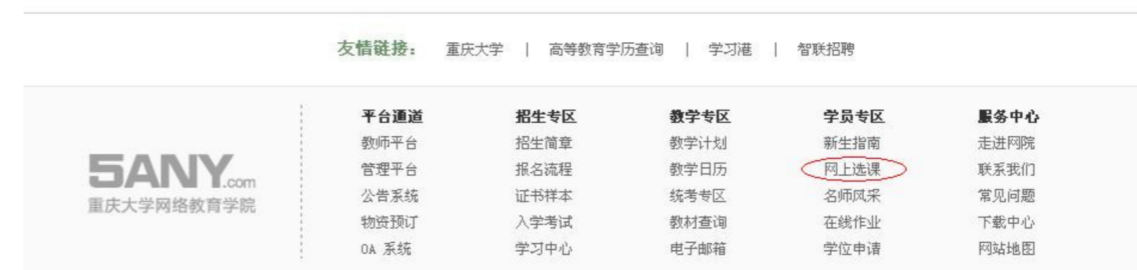 友情链接： 重庆大学 | 高等教育学历查询 | 学习港 | 智联招聘
平台通道 招生专区 教学专区 学员专区 服务中心
教师平台 招生简章 教学计划 新生指南 走进网院
管理平台 报名流程 教学日历 网上选课 联系我们
公告系统 证书样本 统考专区 名师风采 常见问题
物资预订 入学考试 教材查询 在线作业 下载中心
OA 系统 学习中心 电子邮箱 学位申请 网站地图
5ANY.com
重庆大学网络教育学院